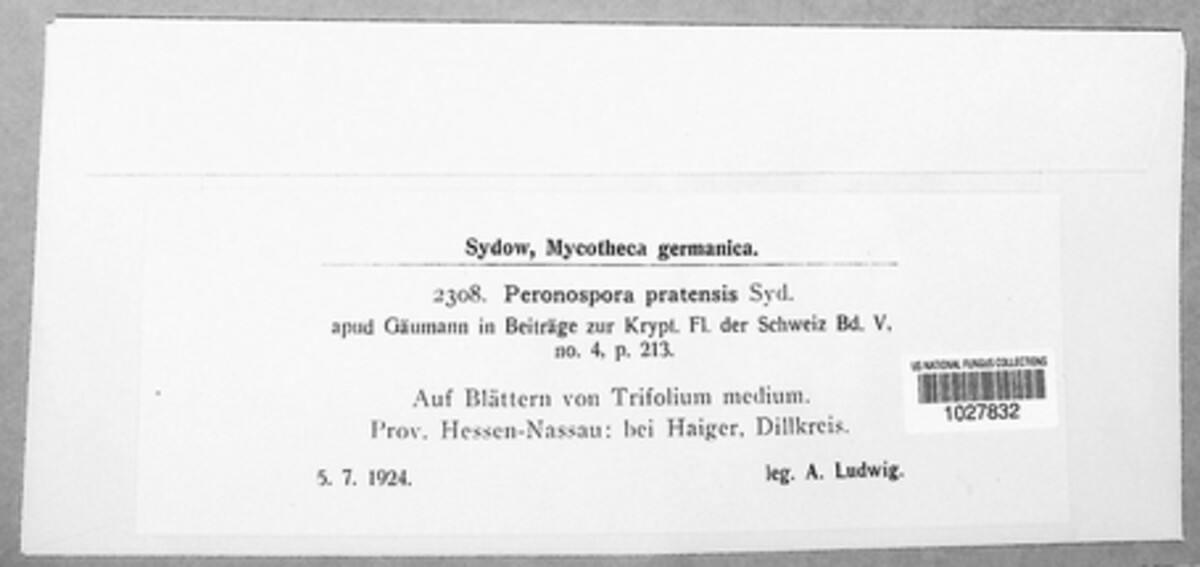 Sydow, Mycotheca germanica.
2308. Peronospora pratensis Syd.
apud Gäumann in Beiträge zur Krypt. Fl. der Schweiz Bd. V,
no. 4, p. 213.
US NATIONAL FUNGUS COLLECTIONS
1027832
Auf Blättern von Trifolium medium.
Prov. Hessen-Nassau: bei Haiger, Dillkreis.
5. 7. 1924.
leg. A. Ludwig.